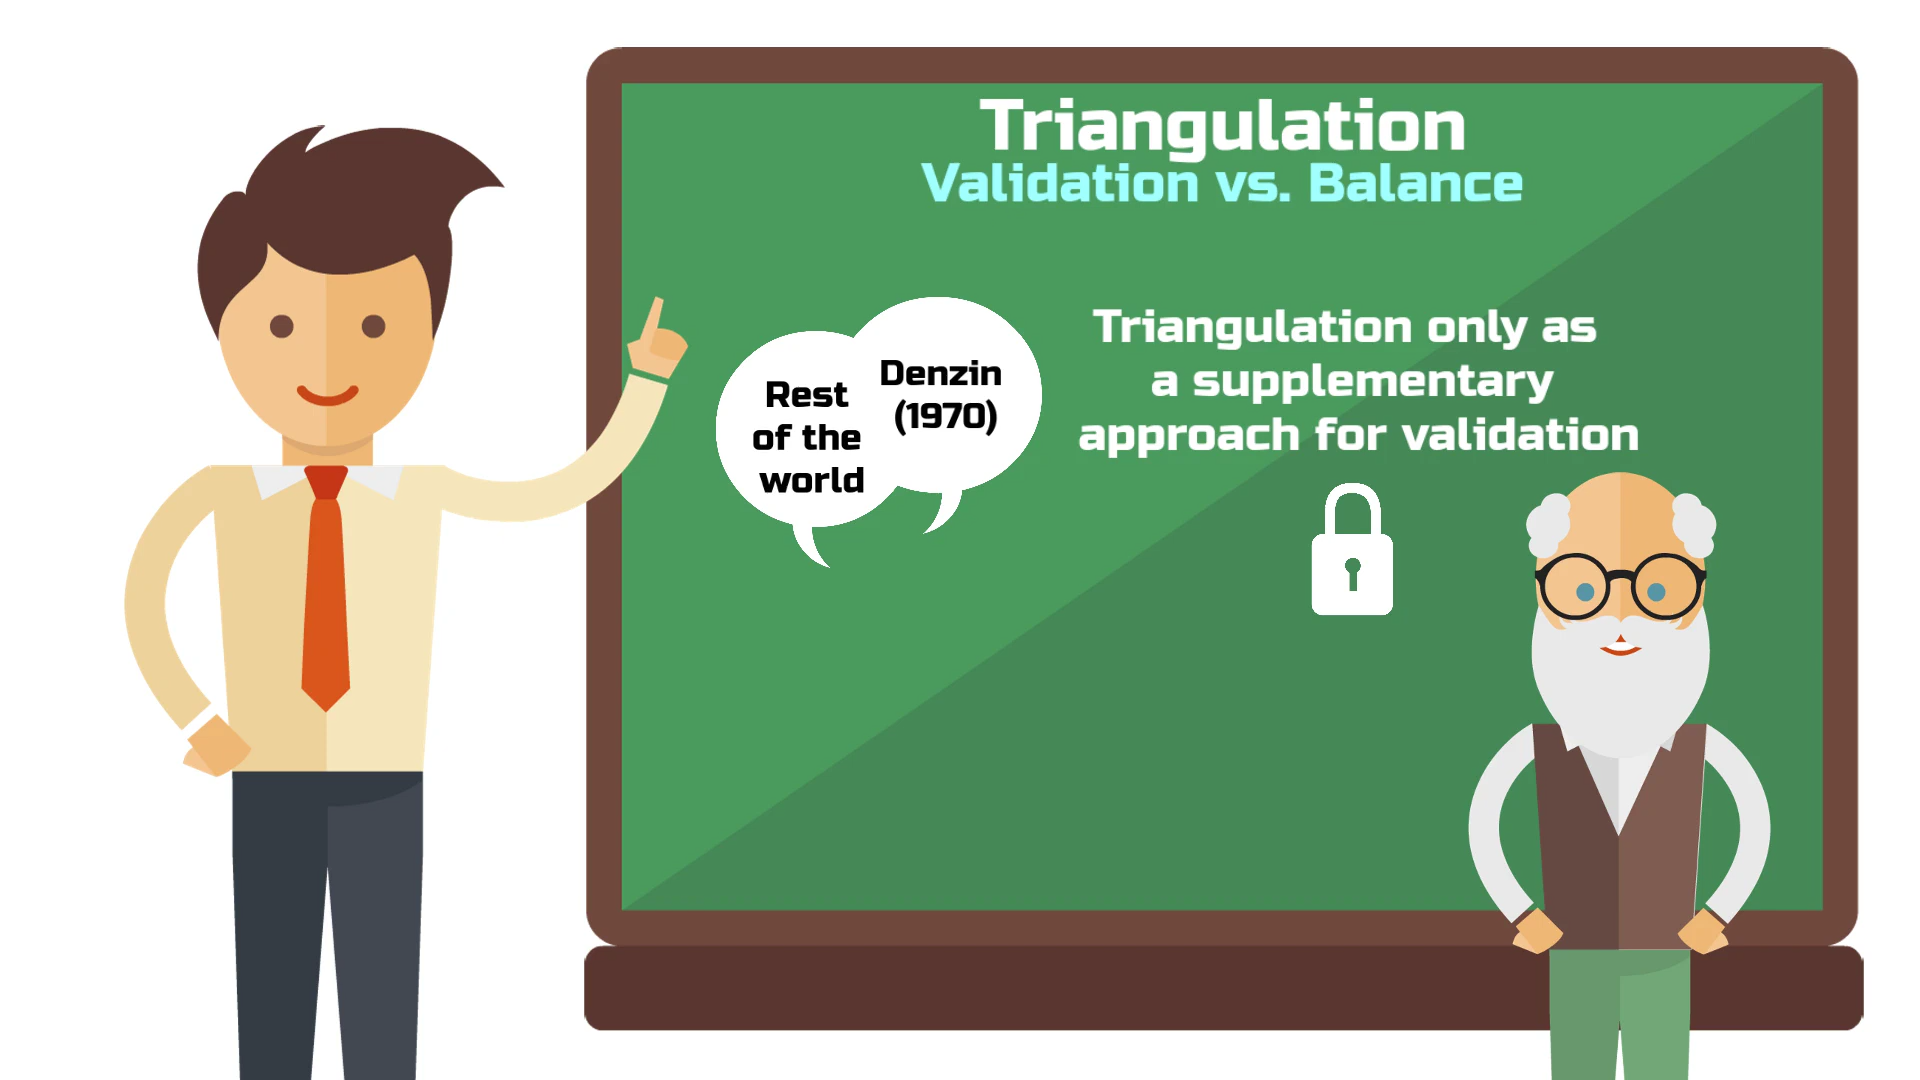 Triangulation
Validation vs. Balance
Rest
of the
world
Denzin
(1970)
Triangulation only as
a supplementary
approach for validation